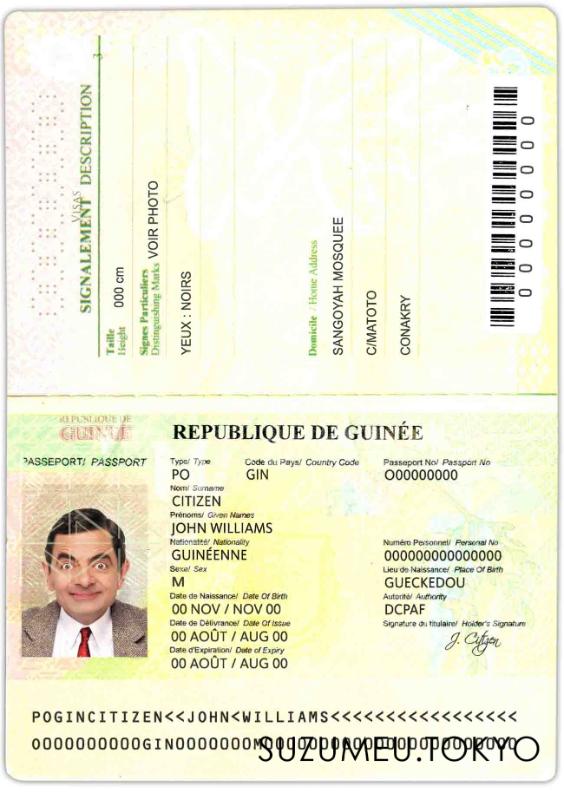 VISAS
SIGNALEMENT DESCRIPTION
3
Taille
Height 000 cm
Signes Particuliers
Distinguishing Marks VOIR PHOTO
YEUX : NOIRS
Domicile / Home Address
SANGOYAH MOSQUEE
C/MATOTO
CONAKRY
000000000
REPUBLIQUE DE
GUINÉE
REPUBLIQUE DE GUINÉE
PASSEPORT/ PASSPORT
Type/ Type Code du Pays/ Country Code Passeport No/ Passport No
PO GIN O00000000
Nom/ Surname
CITIZEN
Prénoms/ Given Names
JOHN WILLIAMS
Nationalité/ Nationality Numéro Personnel/ Personal No
GUINÉENNE 000000000000000
Sexe/ Sex Lieu de Naissance/ Place Of Birth
M GUECKEDOU
Date de Naissance/ Date Of Birth Autorité/ Authority
00 NOV / NOV 00 DCPAF
Date de Délivrance/ Date Of Issue Signature du titulaire/ Holder's Signature
00 AOÛT / AUG 00 J. Citizen
Date d'Expiration/ Date of Expiry
00 AOÛT / AUG 00
POGINCITIZEN<<JOHN<WILLIAMS<<<<<<<<<<<<<<<<<
O000000000GIN0000000M
SUZUMEU.TOKYO